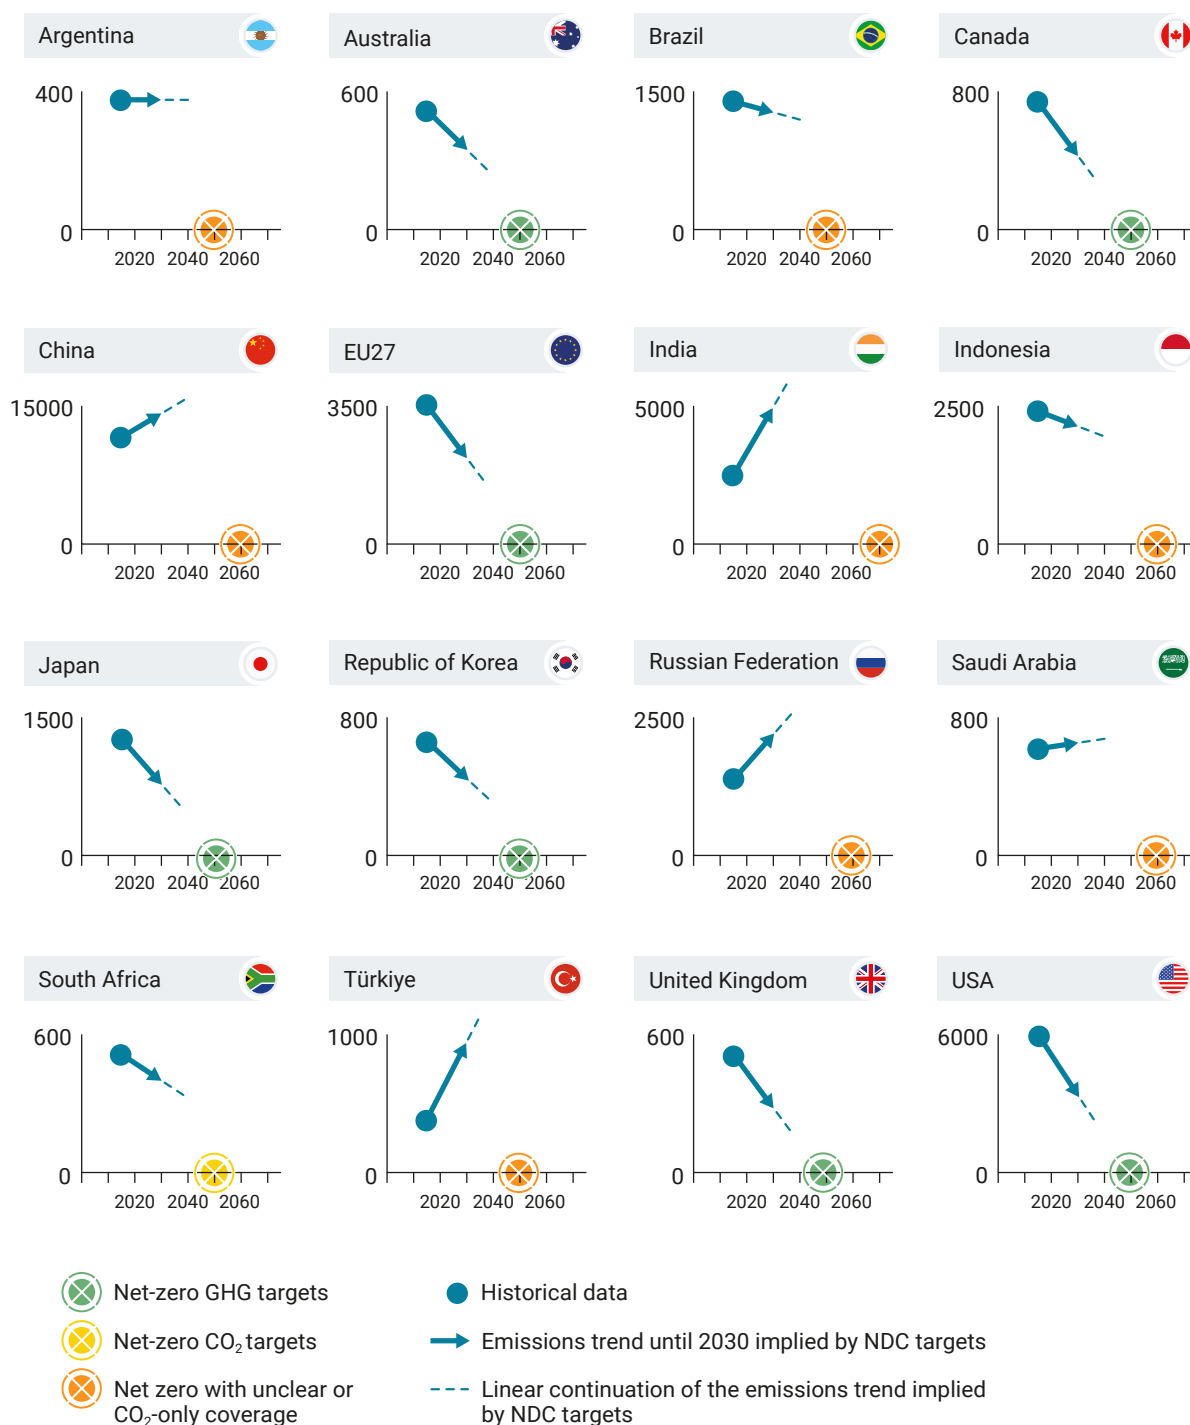 Argentina
Australia
Brazil
Canada
400
0
2020 2040 2060
600
0
2020 2040 2060
1500
0
2020 2040 2060
800
0
2020 2040 2060
China
EU27
India
Indonesia
15000
0
2020 2040 2060
3500
0
2020 2040 2060
5000
0
2020 2040 2060
2500
0
2020 2040 2060
Japan
Republic of Korea
Russian Federation
Saudi Arabia
1500
0
2020 2040 2060
800
0
2020 2040 2060
2500
0
2020 2040 2060
800
0
2020 2040 2060
South Africa
Türkiye
United Kingdom
USA
600
0
2020 2040 2060
1000
0
2020 2040 2060
600
0
2020 2040 2060
6000
0
2020 2040 2060
Net-zero GHG targets
Net-zero CO₂ targets
Net zero with unclear or
CO₂-only coverage
Historical data
Emissions trend until 2030 implied by NDC targets
Linear continuation of the emissions trend implied
by NDC targets